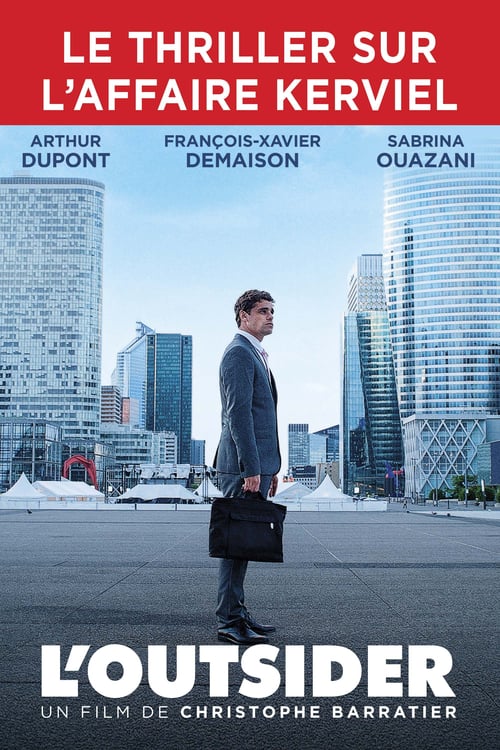 LE THRILLER SUR
L'AFFAIRE KERVIEL
ARTHUR FRANÇOIS-XAVIER SABRINA
DUPONT DEMAISON OUAZANI
L'OUTSIDER
UN FILM DE CHRISTOPHE BARRATIER